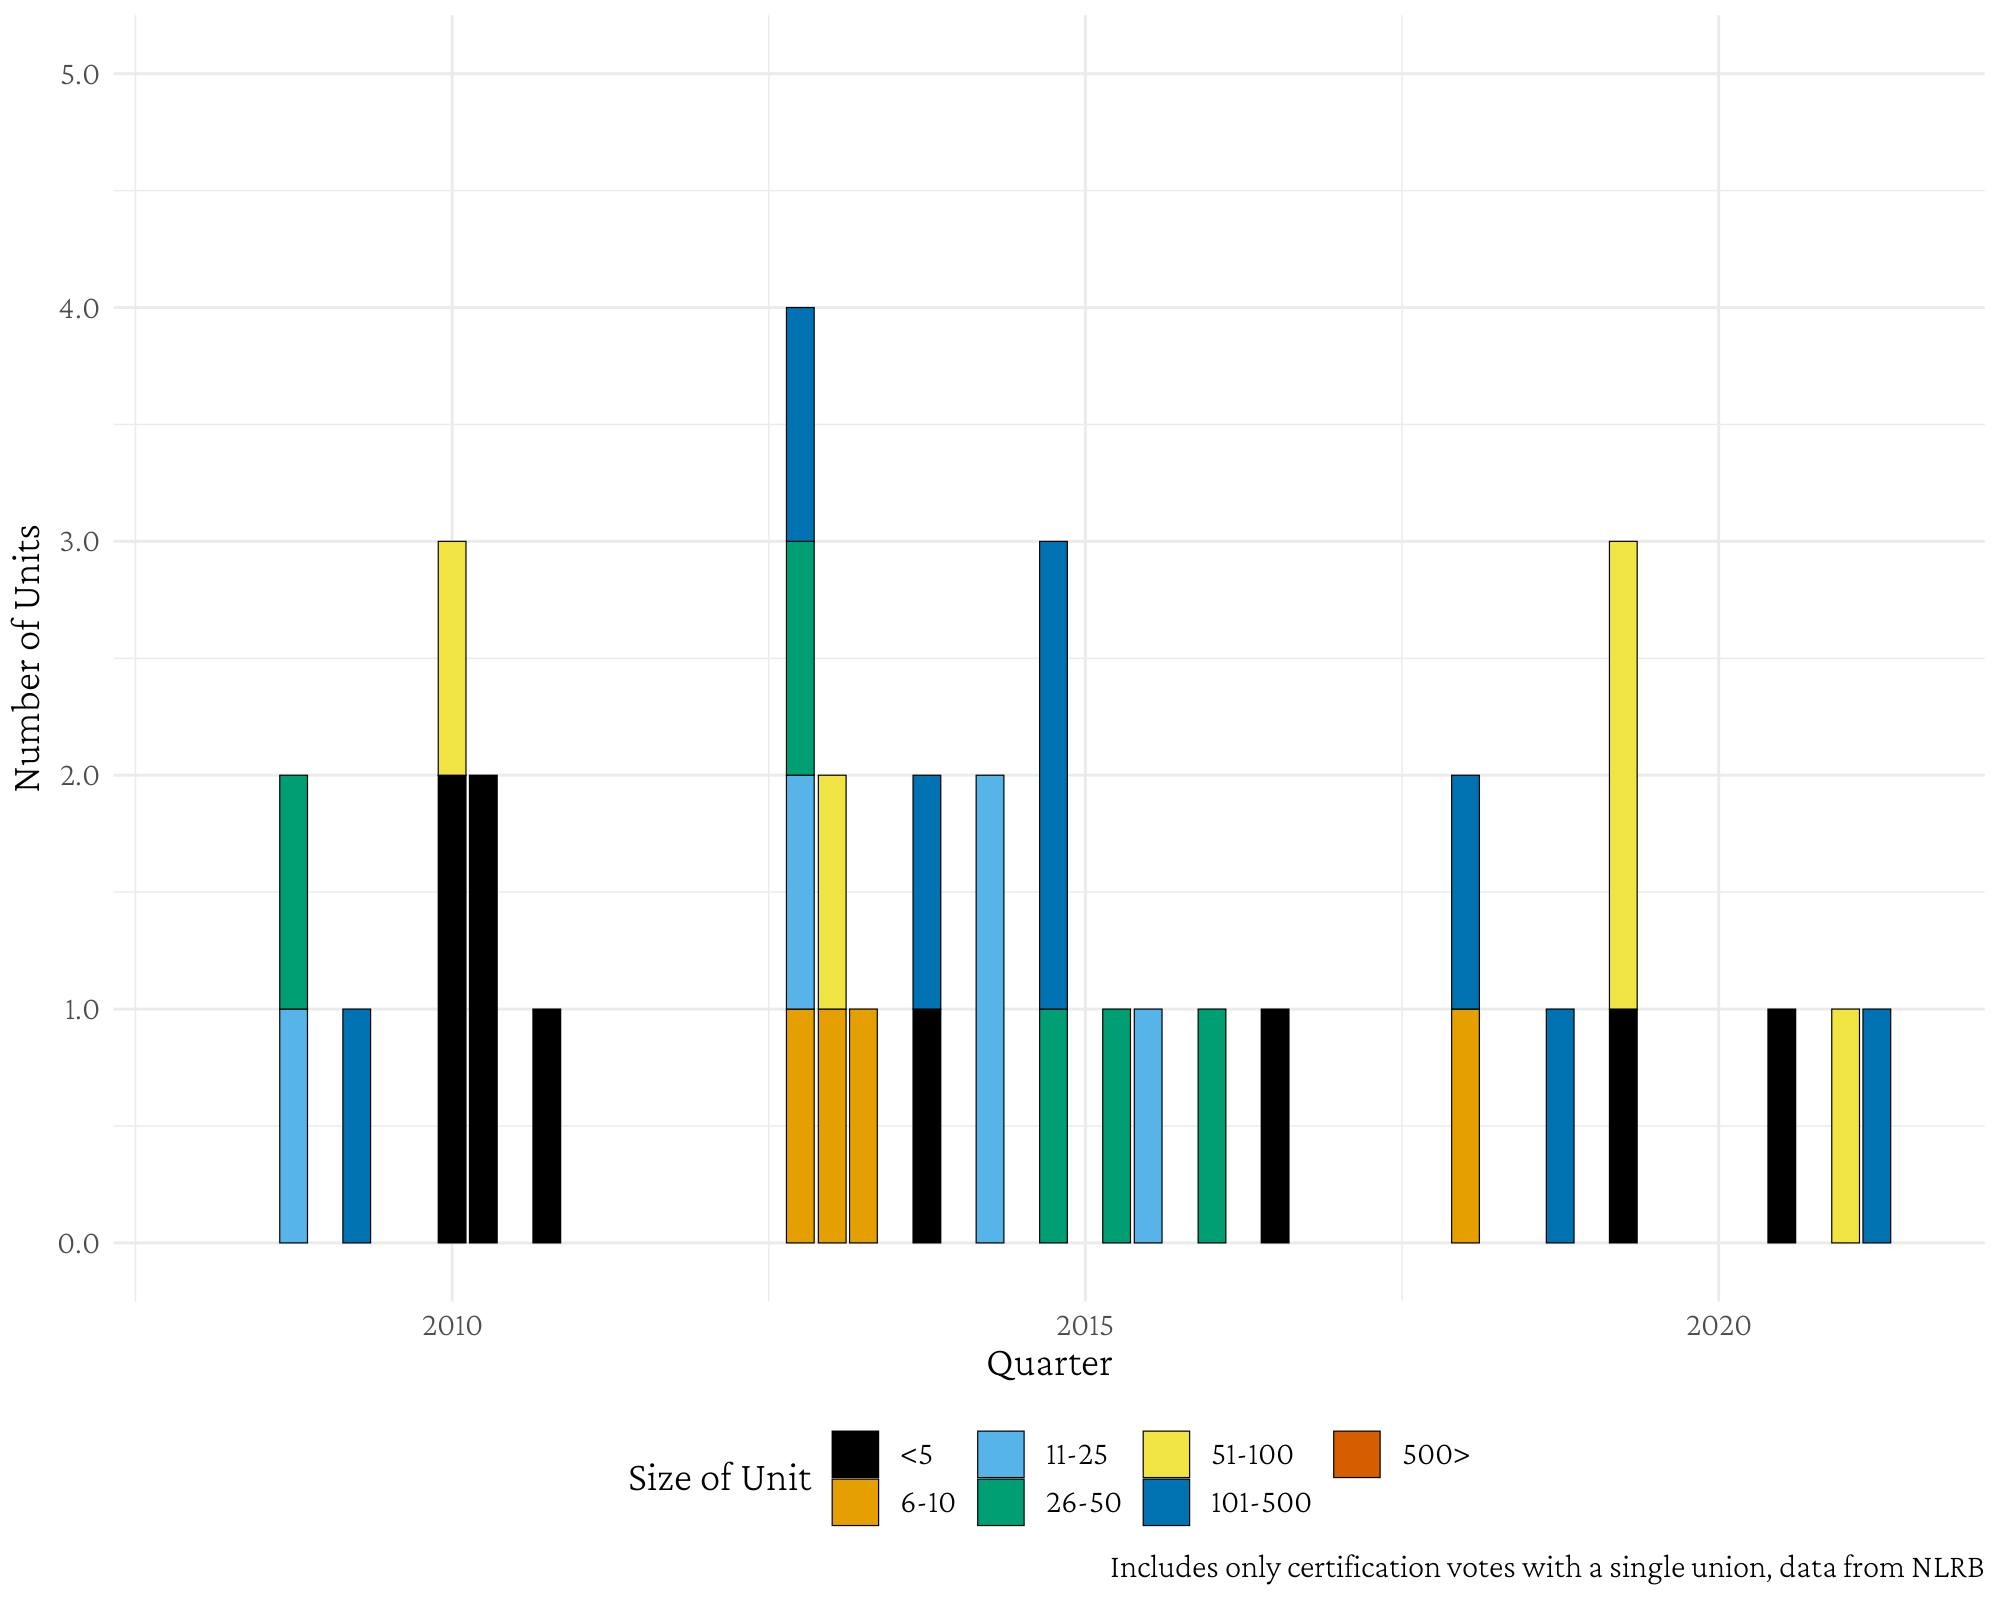 5.0
4.0
3.0
2.0
1.0
0.0
Number of Units
2010 2015 2020
Quarter
Size of Unit
<5 11-25 51-100 500>
6-10 26-50 101-500
Includes only certification votes with a single union, data from NLRB